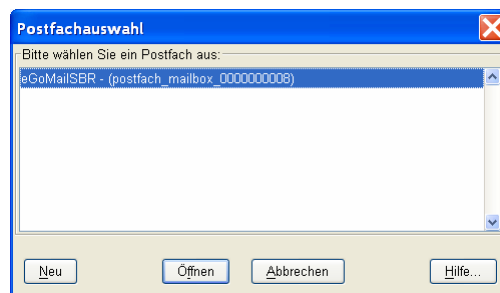 Postfachauswahl
Bitte wählen Sie ein Postfach aus:
eGoMailSBR - (postfach_mailbox_0000000008)
Neu Öffnen Abbrechen Hilfe...